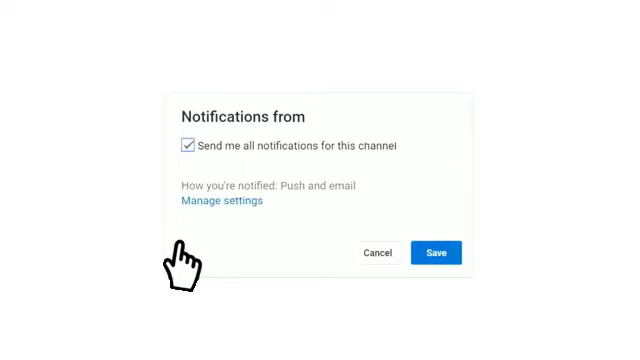 Notifications from
Send me all notifications for this channel
How you're notified: Push and email
Manage settings
Cancel Save